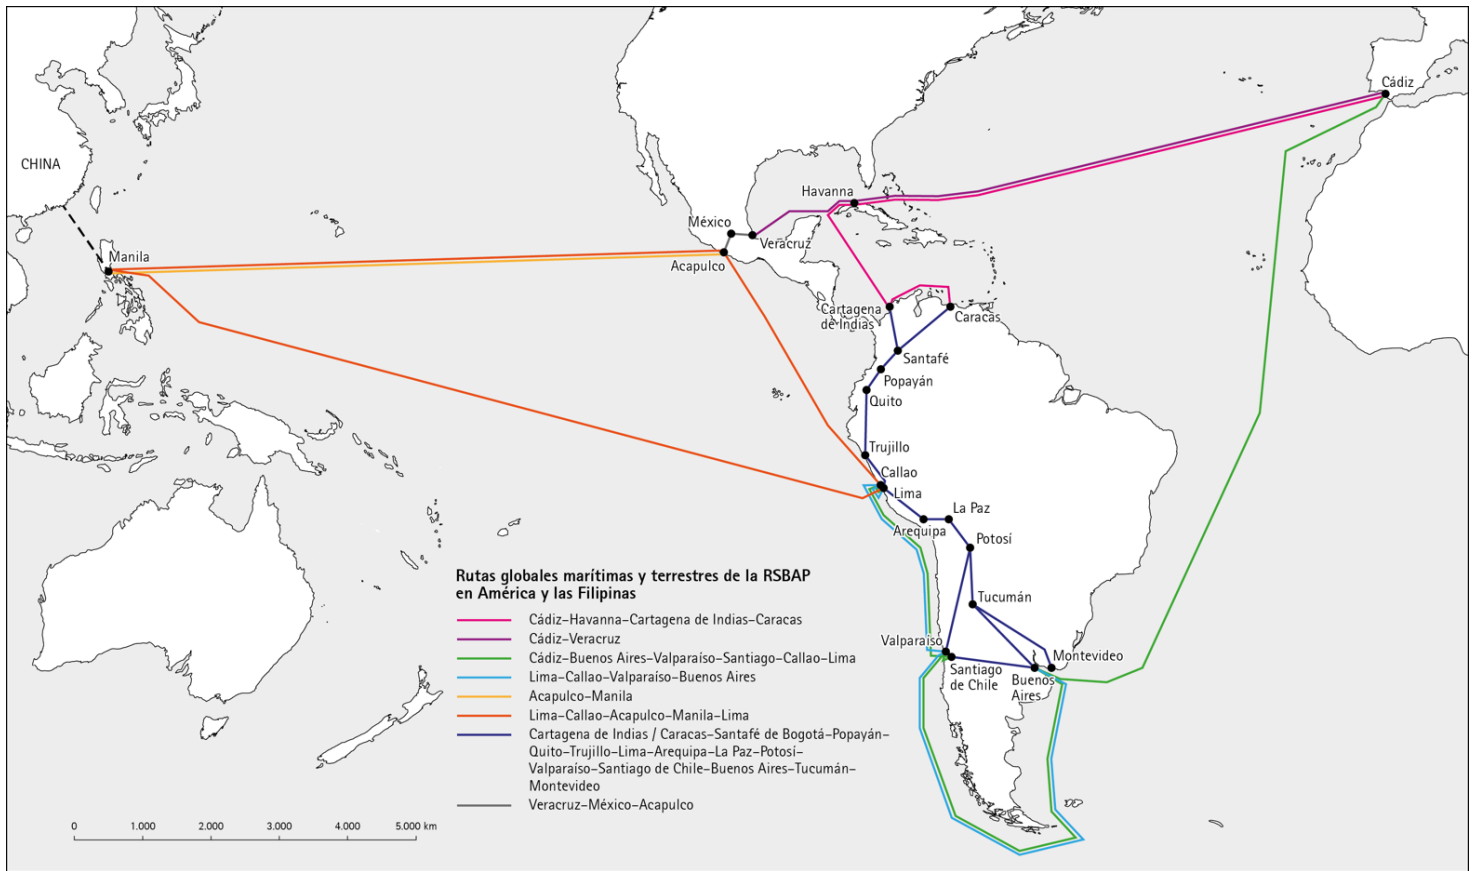 Cádiz
CHINA
Havanna
México
Veracruz
Manila
Acapulco
Cartagena
de Indias
Caracas
Santafé
Popayán
Quito
Trujillo
Callao
Lima
La Paz
Arequipa
Potosí
Tucumán
Valparaíso
Montevideo
Santiago
de Chile
Buenos
Aires
Rutas globales marítimas y terrestres de la RSBAP
en América y las Filipinas
Cádiz–Havanna–Cartagena de Indias–Caracas
Cádiz–Veracruz
Cádiz–Buenos Aires–Valparaíso–Santiago–Callao–Lima
Lima–Callao–Valparaíso–Buenos Aires
Acapulco–Manila
Lima–Callao–Acapulco–Manila–Lima
Cartagena de Indias / Caracas–Santafé de Bogotá–Popayán–
Quito–Trujillo–Lima–Arequipa–La Paz–Potosí–
Valparaíso–Santiago de Chile–Buenos Aires–Tucumán–
Montevideo
Veracruz–México–Acapulco
0 1.000 2.000 3.000 4.000 5.000 km